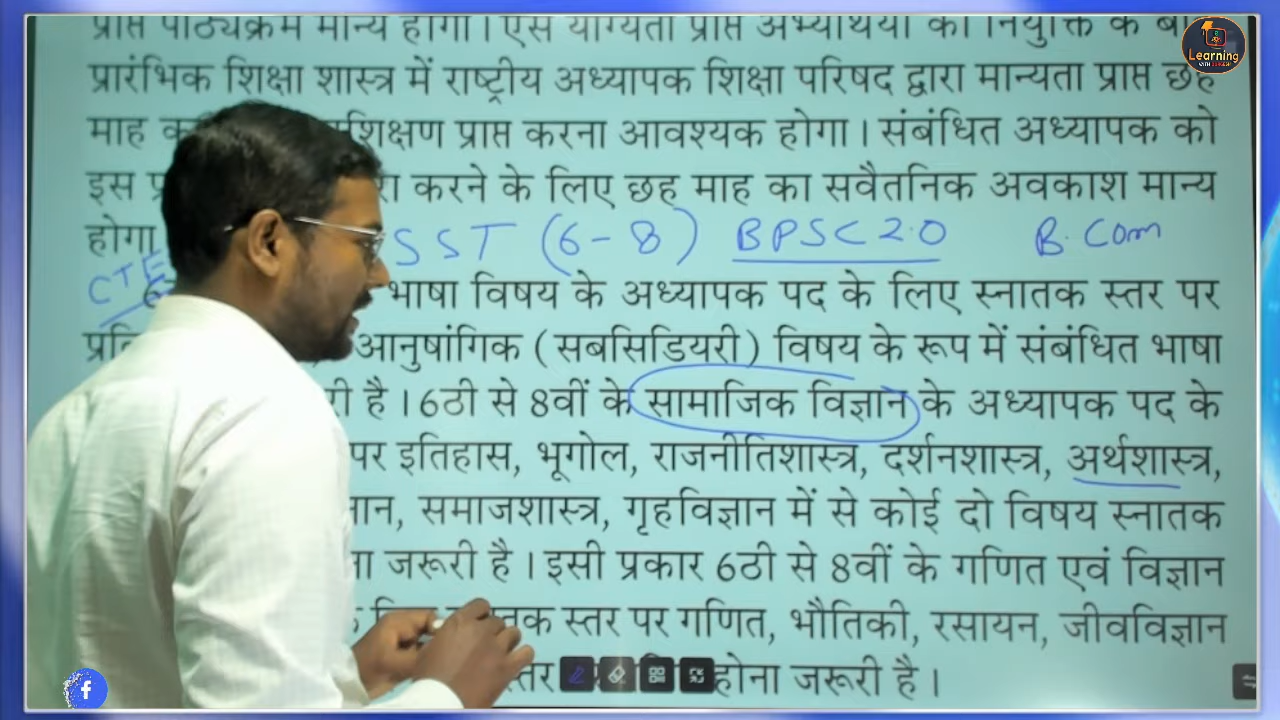 प्राप्त पाठ्यक्रम मान्य होगा । ऐसे योग्यता प्राप्त अभ्यर्थियों को नियुक्ति के
प्रारंभिक शिक्षा शास्त्र में राष्ट्रीय अध्यापक शिक्षा परिषद द्वारा मान्यता प्राप्त छह
माह प्रशिक्षण प्राप्त करना आवश्यक होगा । संबंधित अध्यापक को
इस करने के लिए छह माह का सवैतनिक अवकाश मान्य
होगा
SST (6-8) BPSC 2.0 B.Com
भाषा विषय के अध्यापक पद के लिए स्नातक स्तर पर
आनुषांगिक (सबसिडियरी) विषय के रूप में संबंधित भाषा
है । 6ठी से 8वीं के सामाजिक विज्ञान के अध्यापक पद के
पर इतिहास, भूगोल, राजनीतिशास्त्र, दर्शनशास्त्र, अर्थशास्त्र,
समाजशास्त्र, गृहविज्ञान में से कोई दो विषय स्नातक
जरूरी है । इसी प्रकार 6ठी से 8वीं के गणित एवं विज्ञान
स्तर पर गणित, भौतिकी, रसायन, जीवविज्ञान
होना जरूरी है ।
Learning